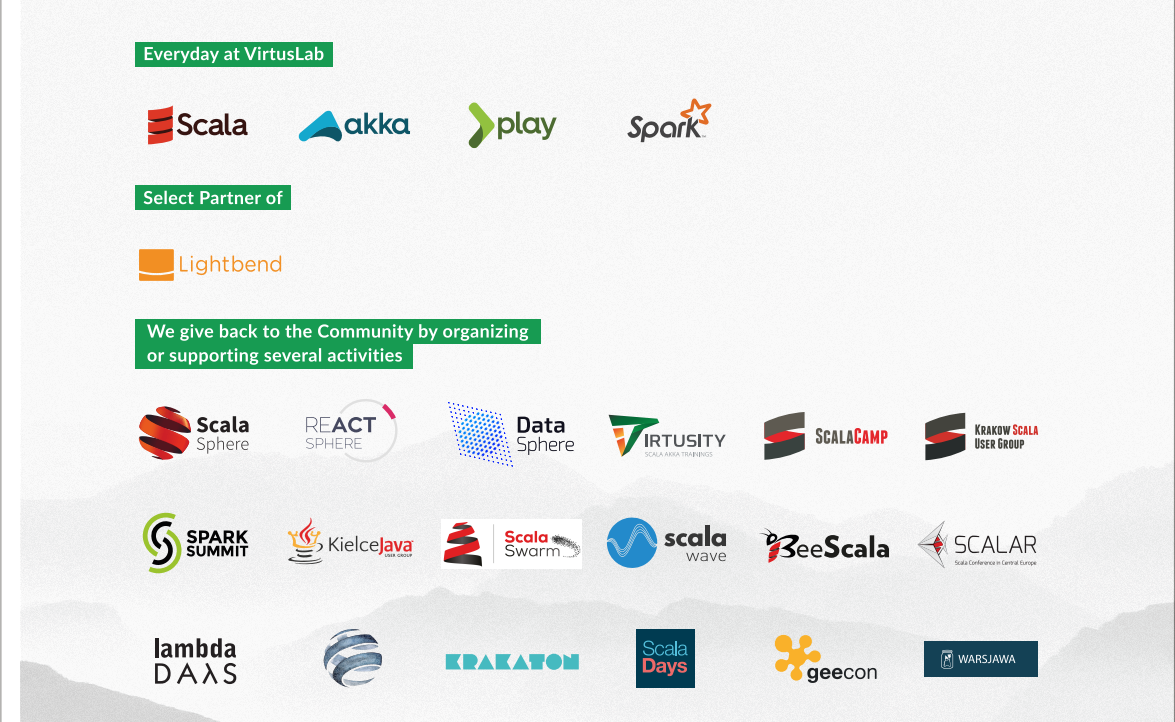 Everyday at VirtusLab
Scala
akka
play
Spark™
Select Partner of
Lightbend
We give back to the Community by organizing
or supporting several activities
Scala
Sphere
REACT
SPHERE
Data
Sphere
VIRTUSITY
SCALA AKKA TRAININGS
SCALACAMP
KRAKOW SCALA
USER GROUP
SPARK
SUMMIT
KielceJava
USER GROUP
Scala
Swarm
scala
wave
BeeScala
SCALAR
Scala Conference in Central Europe
lambda
DAλS
KRAKATON
Scala
Days
geecon
WARSJAWA